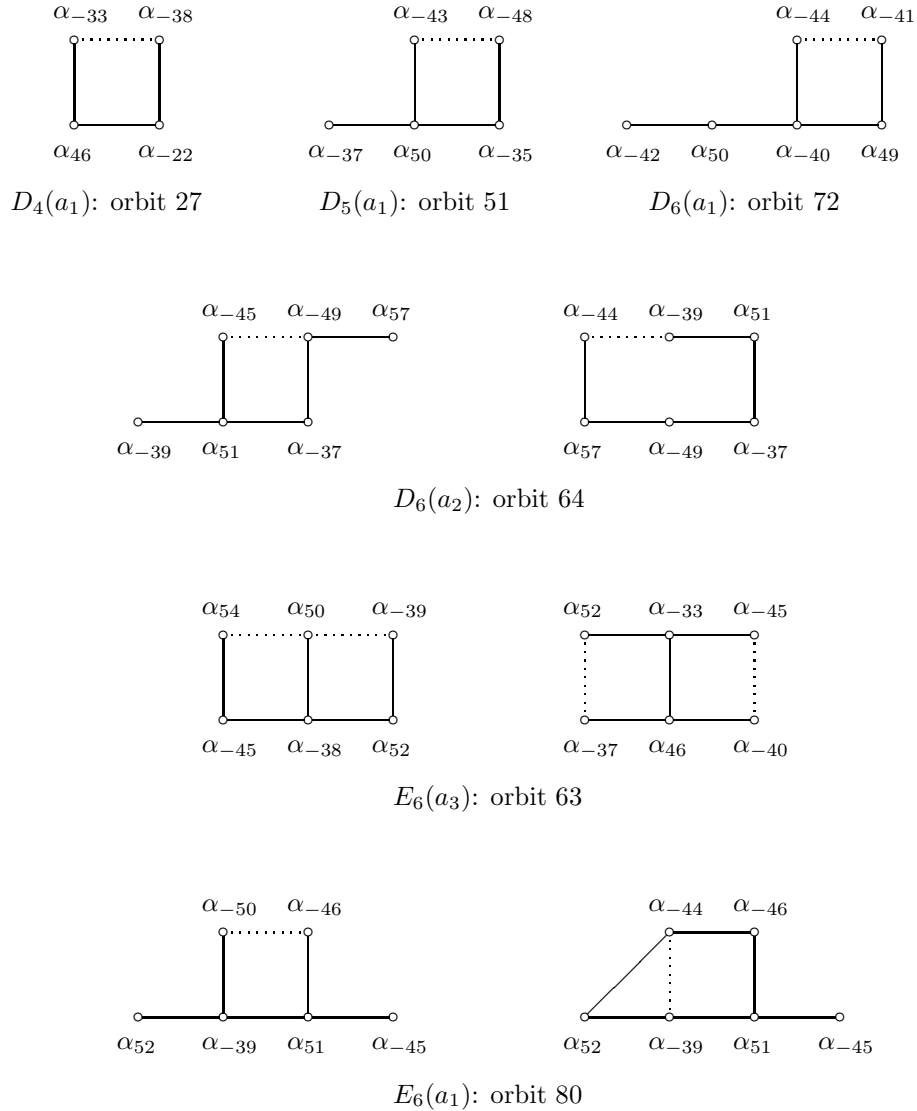 α₋₃₃ α₋₃₈ α₋₄₃ α₋₄₈ α₋₄₄ α₋₄₁
α₄₆ α₋₂₂ α₋₃₇ α₅₀ α₋₃₅ α₋₄₂ α₅₀ α₋₄₀ α₄₉
D₄(a₁): orbit 27 D₅(a₁): orbit 51 D₆(a₁): orbit 72
α₋₄₅ α₋₄₉ α₅₇ α₋₄₄ α₋₃₉ α₅₁
α₋₃₉ α₅₁ α₋₃₇ α₅₇ α₋₄₉ α₋₃₇
D₆(a₂): orbit 64
α₅₄ α₅₀ α₋₃₉ α₅₂ α₋₃₃ α₋₄₅
α₋₄₅ α₋₃₈ α₅₂ α₋₃₇ α₄₆ α₋₄₀
E₆(a₃): orbit 63
α₋₅₀ α₋₄₆ α₋₄₄ α₋₄₆
α₅₂ α₋₃₉ α₅₁ α₋₄₅ α₅₂ α₋₃₉ α₅₁ α₋₄₅
E₆(a₁): orbit 80